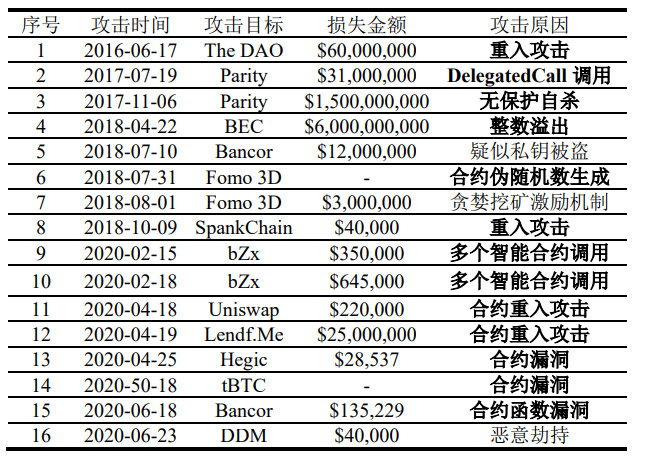 序号 攻击时间 攻击目标 损失金额 攻击原因
1 2016-06-17 The DAO $60,000,000 重入攻击
2 2017-07-19 Parity $31,000,000 DelegatedCall 调用
3 2017-11-06 Parity $1,500,000,000 无保护自杀
4 2018-04-22 BEC $6,000,000,000 整数溢出
5 2018-07-10 Bancor $12,000,000 疑似私钥被盗
6 2018-07-31 Fomo 3D - 合约伪随机数生成
7 2018-08-01 Fomo 3D $3,000,000 贪婪挖矿激励机制
8 2018-10-09 SpankChain $40,000 重入攻击
9 2020-02-15 bZx $350,000 多个智能合约调用
10 2020-02-18 bZx $645,000 多个智能合约调用
11 2020-04-18 Uniswap $220,000 合约重入攻击
12 2020-04-19 Lendf.Me $25,000,000 合约重入攻击
13 2020-04-25 Hegic $28,537 合约漏洞
14 2020-50-18 tBTC - 合约漏洞
15 2020-06-18 Bancor $135,229 合约函数漏洞
16 2020-06-23 DDM $40,000 恶意劫持